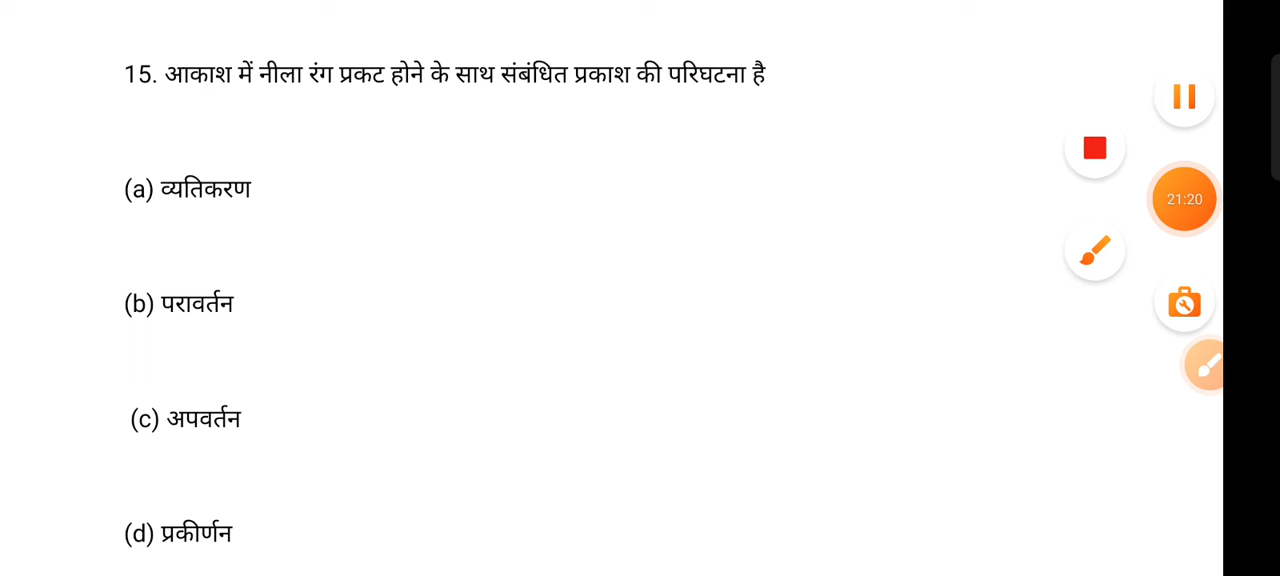 15. आकाश में नीला रंग प्रकट होने के साथ संबंधित प्रकाश की परिघटना है
(a) व्यतिकरण
21:20
(b) परावर्तन
(c) अपवर्तन
(d) प्रकीर्णन